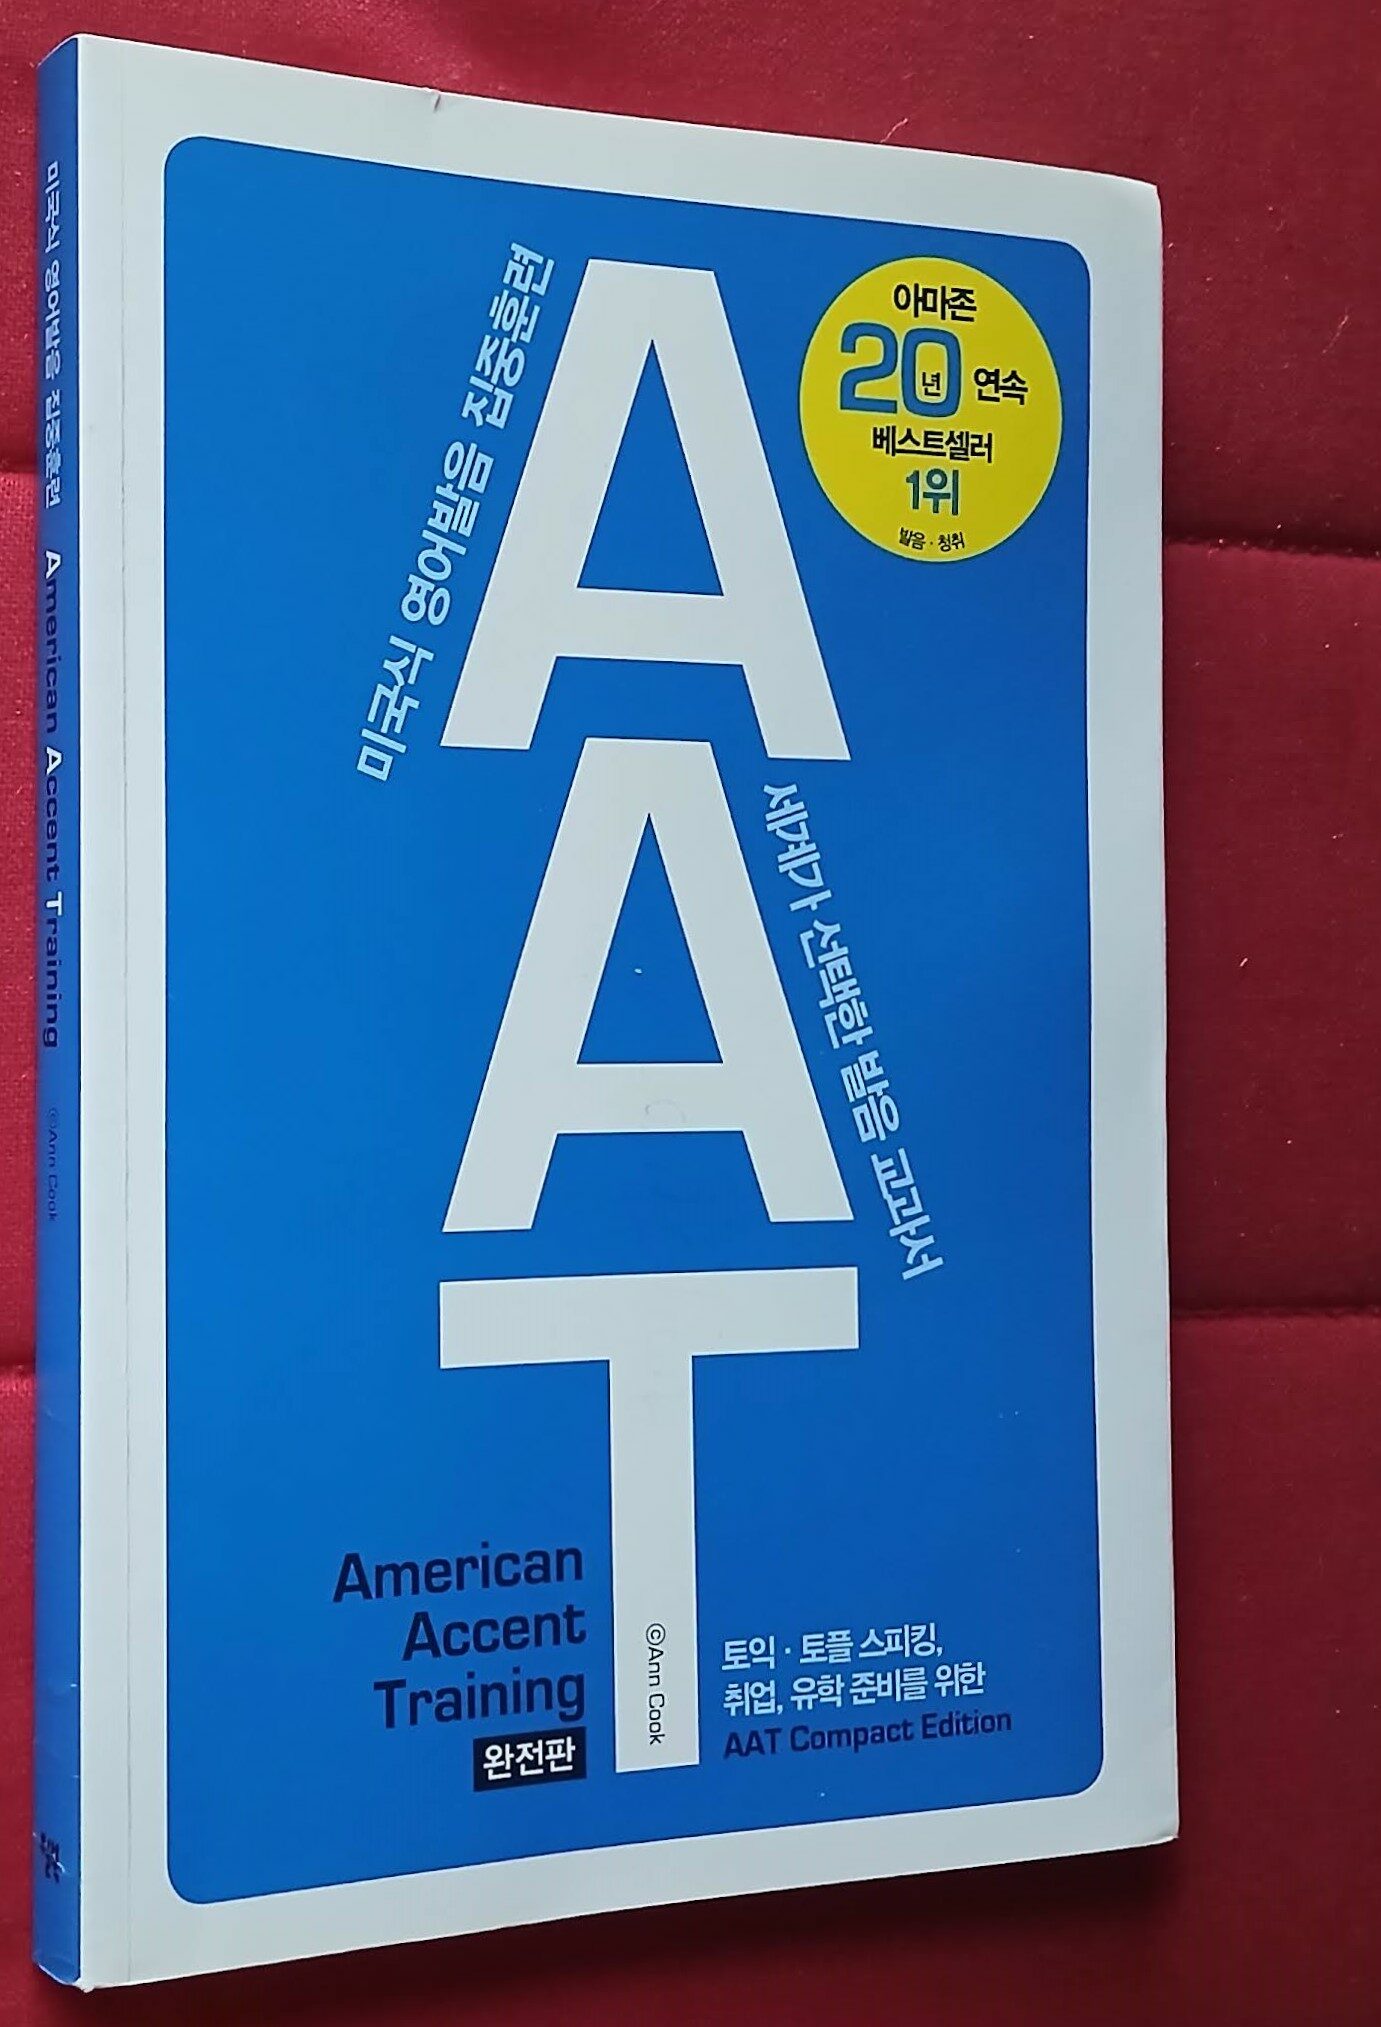 미국식 영어발음 집중훈련 American Accent Training ©Ann Cook
미국식 영어발음 집중훈련
AAT
아마존
20년 연속
베스트셀러
1위
발음·청취
세계가 선택한 발음 교과서
American
Accent
Training
완전판
©Ann Cook
토익·토플 스피킹,
취업, 유학 준비를 위한
AAT Compact Edition